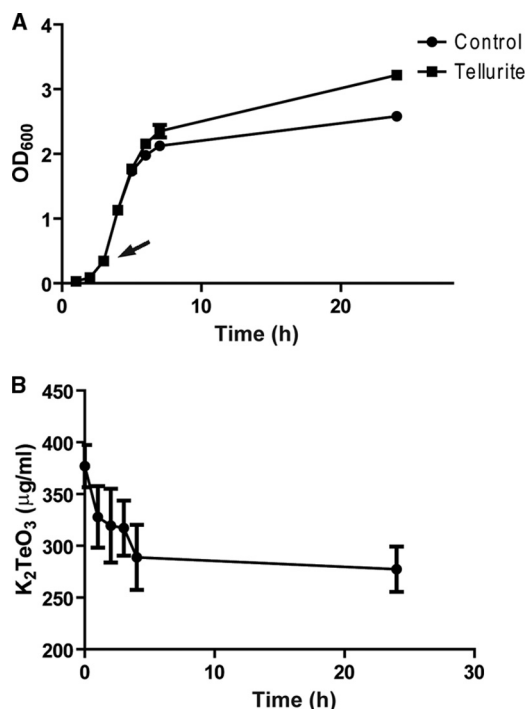 A
4
3
2
1
0
OD600
0 10 20
Time (h)
Control
Tellurite
B
450
400
350
300
250
200
K2TeO3 (μg/ml)
0 10 20 30
Time (h)